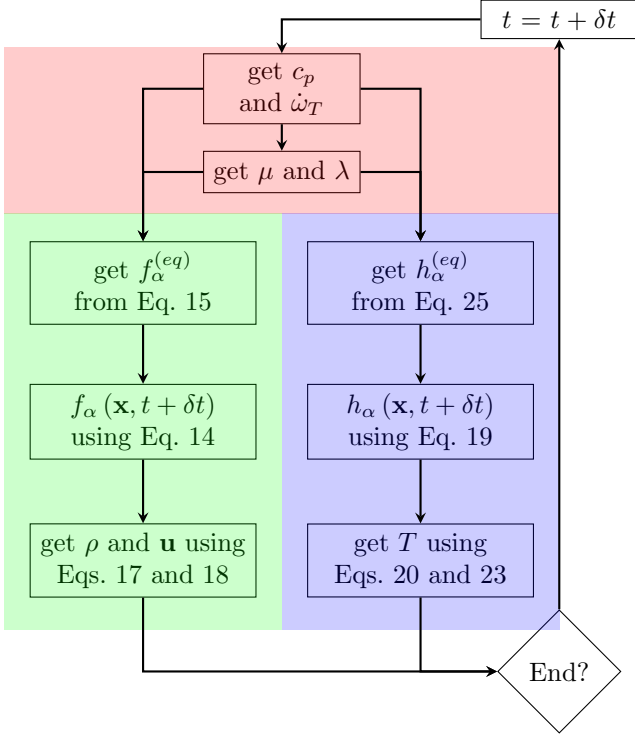 t = t + δt
get c_p
and ω̇_T
get μ and λ
get f_α^{(eq)}
from Eq. 15
get h_α^{(eq)}
from Eq. 25
f_α (𝐱, t + δt)
using Eq. 14
h_α (𝐱, t + δt)
using Eq. 19
get ρ and 𝐮 using
Eqs. 17 and 18
get T using
Eqs. 20 and 23
End?